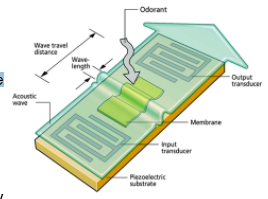 Odorant
Wave travel
distance
Wave-
length
Output
transducer
Acoustic
wave
Membrane
Input
transducer
Piezoelectric
substrate